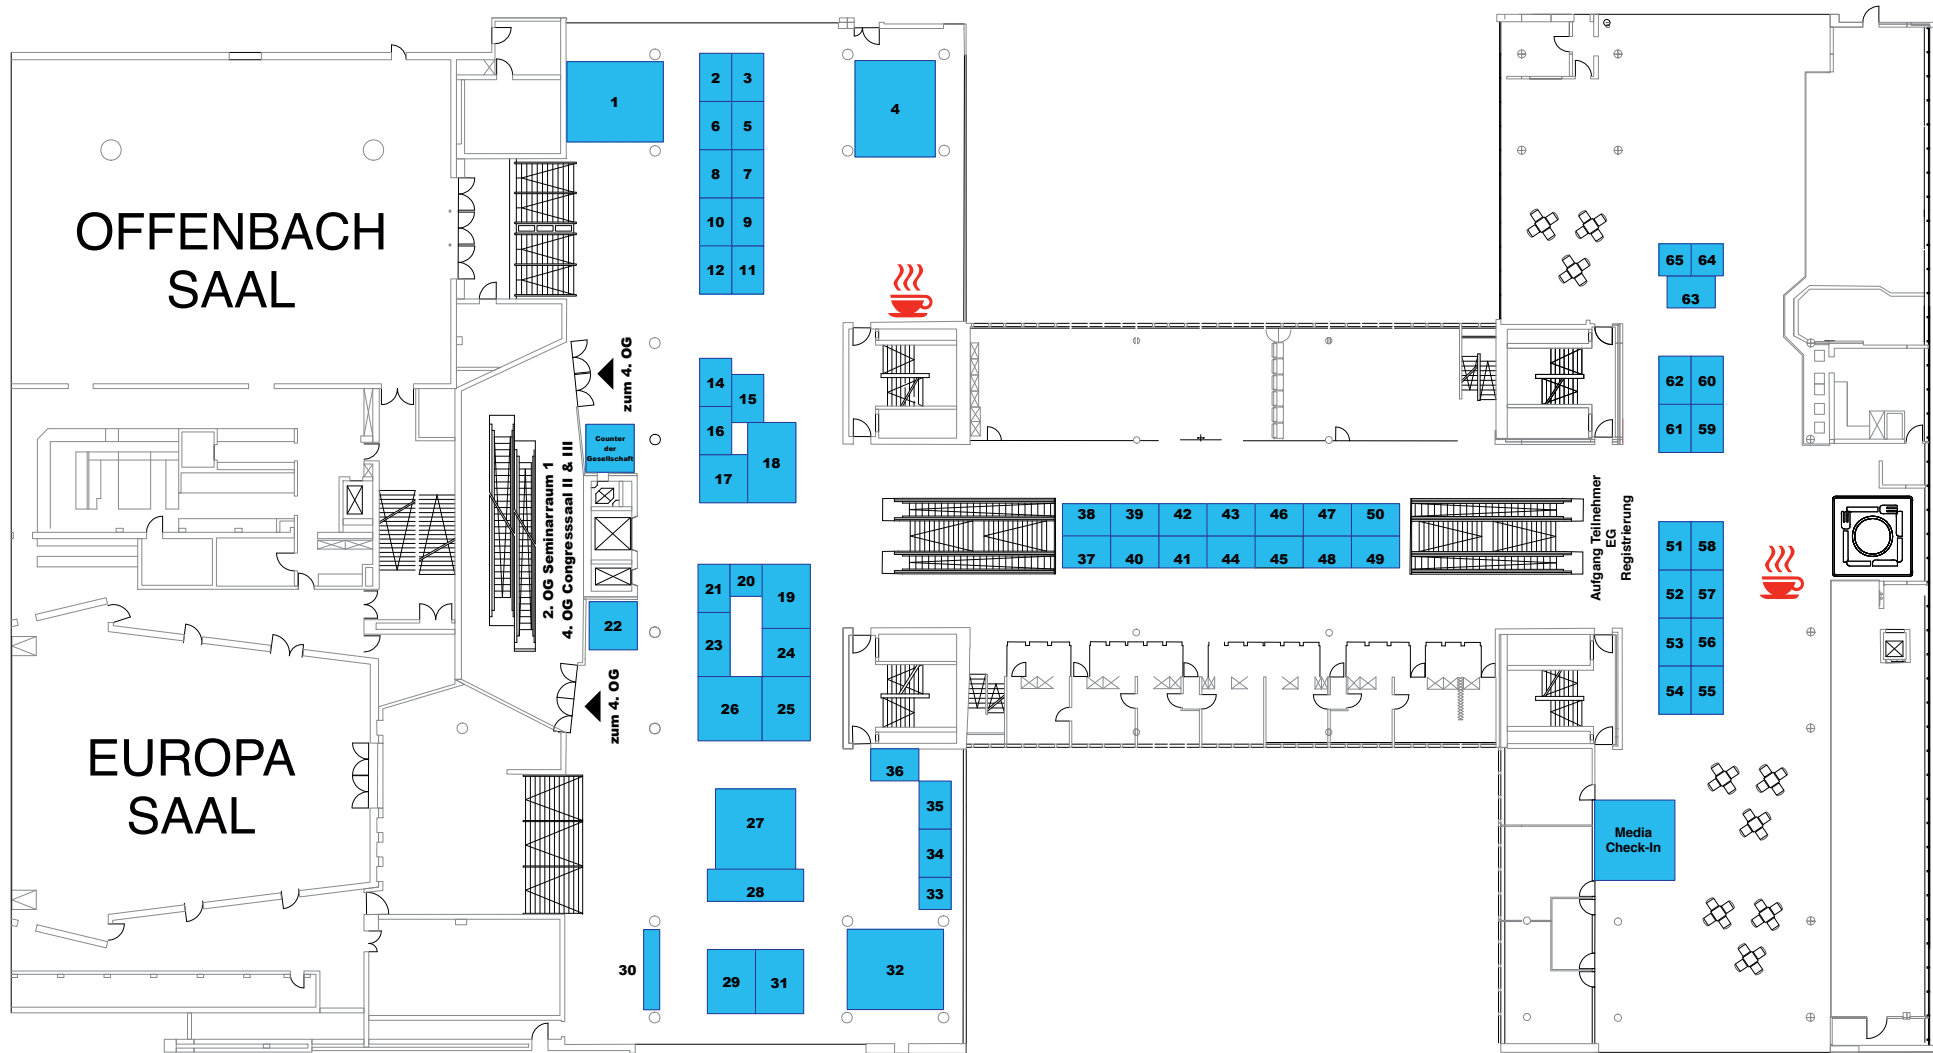 OFFENBACH
SAAL
EUROPA
SAAL
1
2 3
4
6 5
8 7
10 9
12 11
zum 4. OG
14
15
16
17
18
Counter
der
Gesellschaft
2. OG Seminarraum 1
4. OG Congresssaal II & III
21
20
19
22
23
24
26
25
zum 4. OG
27
28
29
30
31
32
36
35
34
33
38 39 42 43 46 47 50
37 40 41 44 45 48 49
Aufgang Teilnehmer
EG
Registrierung
65 64
63
62 60
61 59
51 58
52 57
53 56
54 55
Media
Check-In